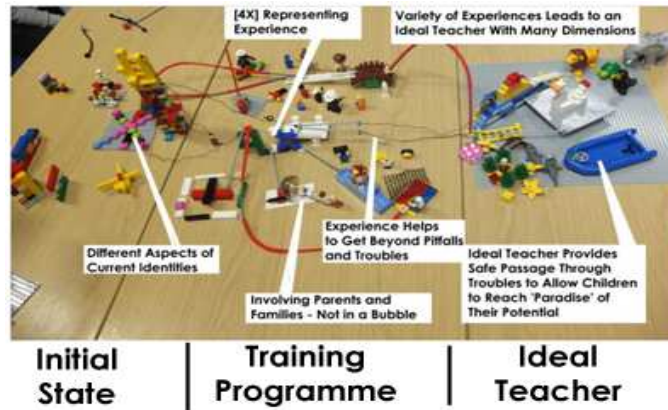 [4X] Representing
Experience
Variety of Experiences Leads to an
Ideal Teacher With Many Dimensions
Different Aspects of
Current Identities
Experience Helps
to Get Beyond Pitfalls
and Troubles
Involving Parents and
Families - Not in a Bubble
Ideal Teacher Provides
Safe Passage Through
Troubles to Allow Children
to Reach 'Paradise' of
Their Potential
Initial
State
Training
Programme
Ideal
Teacher